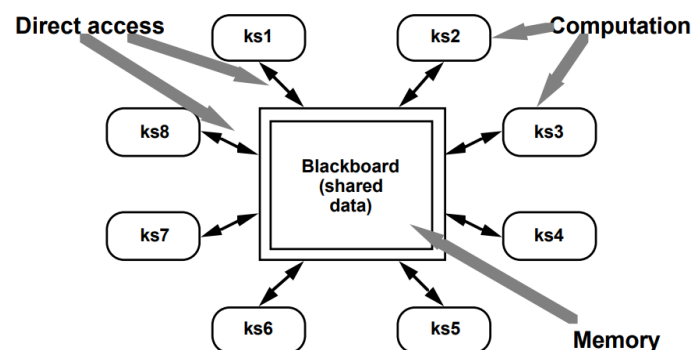 Direct access
ks1
ks2
Computation
ks8
ks3
Blackboard
(shared
data)
ks7
ks4
ks6
ks5
Memory